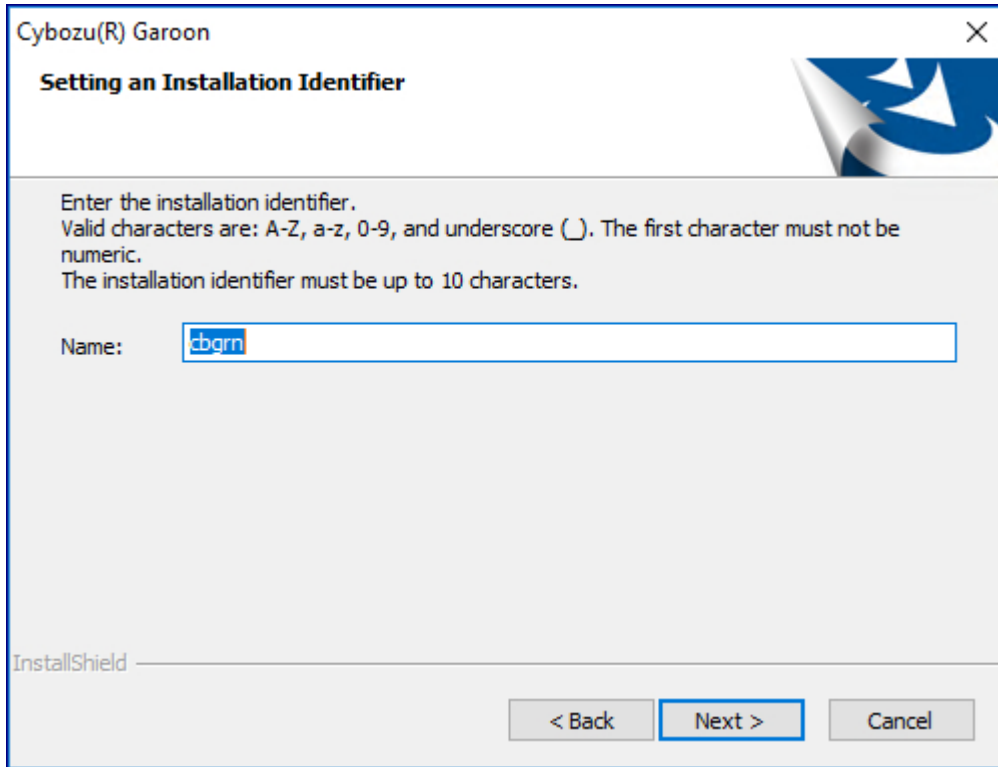 Cybozu(R) Garoon
Setting an Installation Identifier
Enter the installation identifier.
Valid characters are: A-Z, a-z, 0-9, and underscore (_). The first character must not be
numeric.
The installation identifier must be up to 10 characters.
Name: cbgrn
InstallShield
< Back Next > Cancel